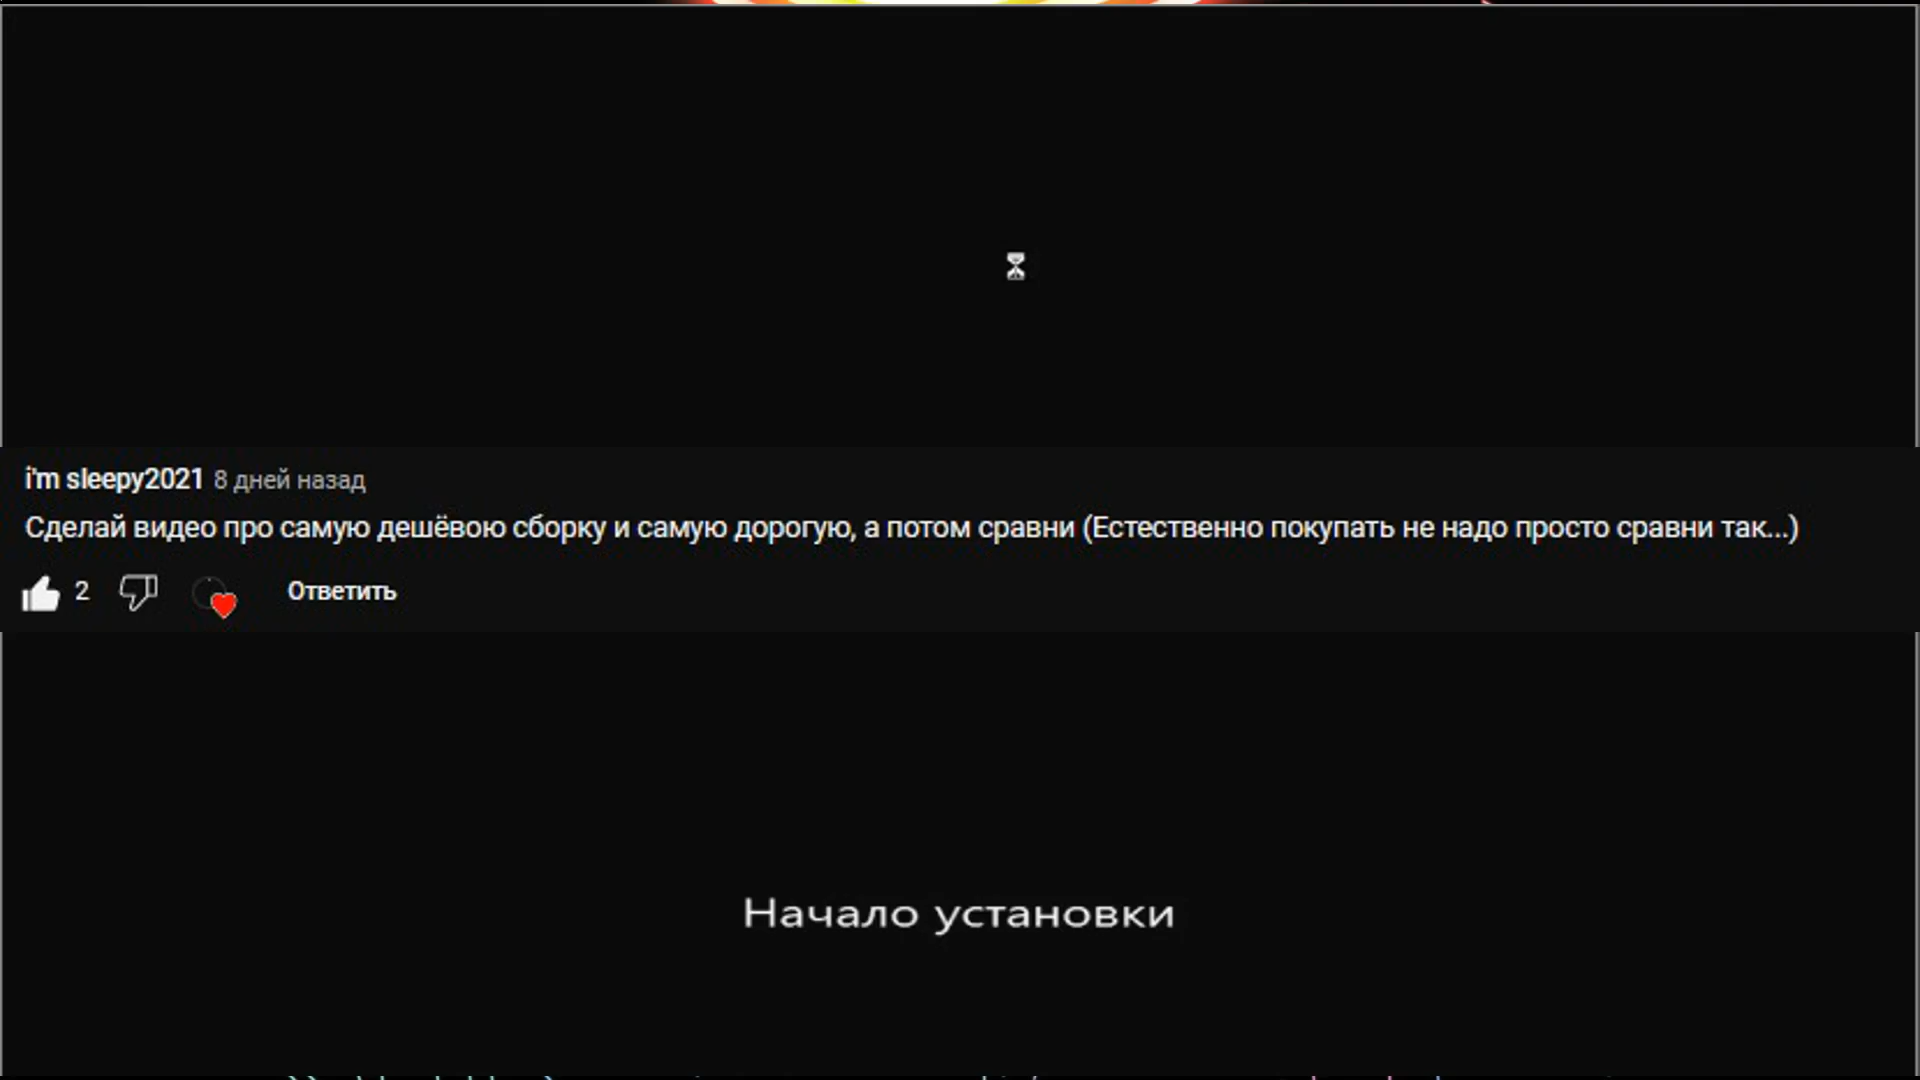 i'm sleepy2021 8 дней назад
Сделай видео про самую дешёвою сборку и самую дорогую, а потом сравни (Естественно покупать не надо просто сравни так...)
2 Ответить
Начало установки